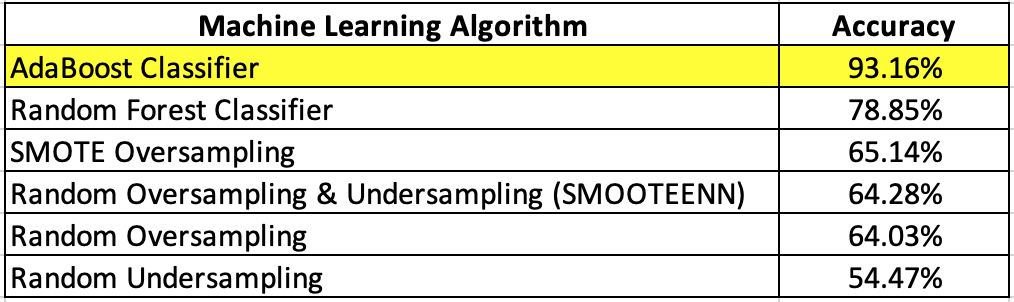 Machine Learning Algorithm Accuracy
AdaBoost Classifier 93.16%
Random Forest Classifier 78.85%
SMOTE Oversampling 65.14%
Random Oversampling & Undersampling (SMOOTEENN) 64.28%
Random Oversampling 64.03%
Random Undersampling 54.47%